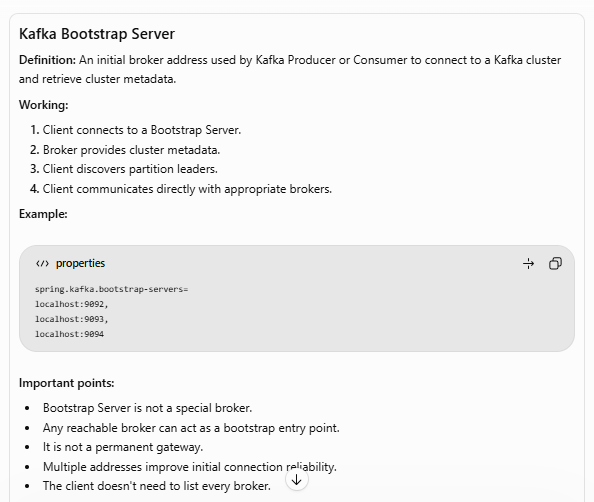 Kafka Bootstrap Server
Definition: An initial broker address used by Kafka Producer or Consumer to connect to a Kafka cluster
and retrieve cluster metadata.
Working:
1. Client connects to a Bootstrap Server.
2. Broker provides cluster metadata.
3. Client discovers partition leaders.
4. Client communicates directly with appropriate brokers.
Example:
</> properties
spring.kafka.bootstrap-servers=
localhost:9092,
localhost:9093,
localhost:9094
Important points:
• Bootstrap Server is not a special broker.
• Any reachable broker can act as a bootstrap entry point.
• It is not a permanent gateway.
• Multiple addresses improve initial connection reliability.
• The client doesn't need to list every broker.